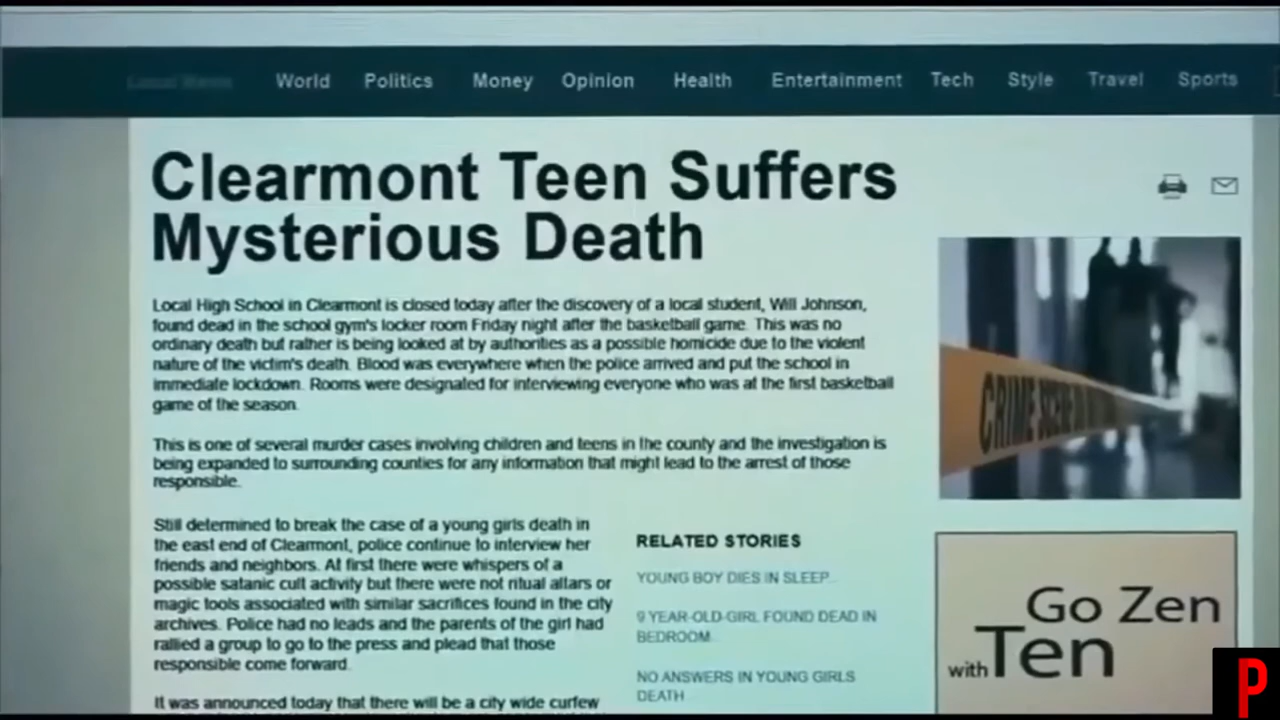 World Politics Money Opinion Health Entertainment Tech Style Travel Sports
Clearmont Teen Suffers
Mysterious Death
Local High School in Clearmont is closed today after the discovery of a local student, Will Johnson,
found dead in the school gym's locker room Friday night after the basketball game. This was no
ordinary death but rather is being looked at by authorities as a possible homicide due to the violent
nature of the victim's death. Blood was everywhere when the police arrived and put the school in
immediate lockdown. Rooms were designated for interviewing everyone who was at the first basketball
game of the season.
This is one of several murder cases involving children and teens in the county and the investigation is
being expanded to surrounding counties for any information that might lead to the arrest of those
responsible.
Still determined to break the case of a young girls death in
the east end of Clearmont, police continue to interview her
friends and neighbors. At first there were whispers of a
possible satanic cult activity but there were not ritual altars or
magic tools associated with similar sacrifices found in the city
archives. Police had no leads and the parents of the girl had
rallied a group to go to the press and plead that those
responsible come forward.
It was announced today that there will be a city wide curfew
RELATED STORIES
YOUNG BOY DIES IN SLEEP...
9 YEAR-OLD-GIRL FOUND DEAD IN
BEDROOM
NO ANSWERS IN YOUNG GIRLS
DEATH
CRIME SCENE DO NOT
Go Zen
with Ten
P